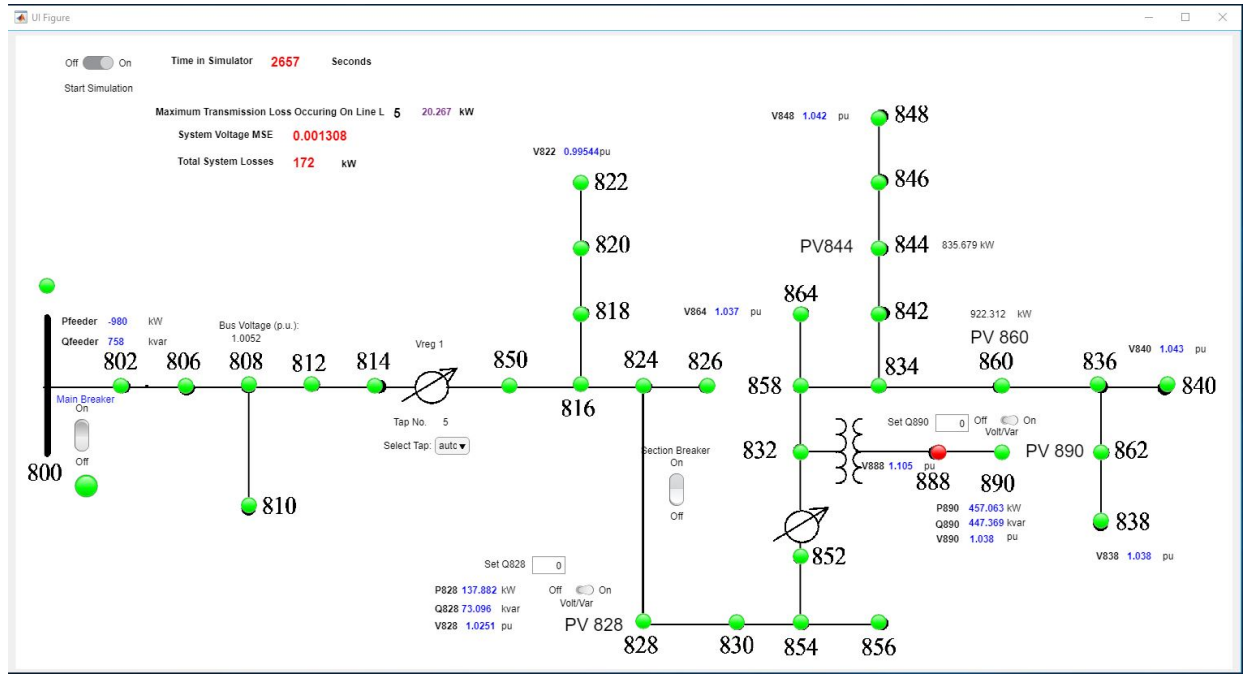 UI Figure
Off On Time in Simulator 2657 Seconds
Start Simulation
Maximum Transmission Loss Occuring On Line L 5 20.267 kW
System Voltage MSE 0.001308
Total System Losses 172 kW
V848 1.042 pu 848
V822 0.99544pu
822
846
820
PV844 844 835.679 kW
818
V864 1.037 pu
864
842
922.312 kW
PV 860
Pfeeder -980 kW
Qfeeder 758 kvar
Bus Voltage (p.u.):
1.0052
Vreg 1
V840 1.043 pu
802 806 808 812 814 850 824 826 834 860 836
858 840
Main Breaker
On
Off
816
Tap No. 5
Select Tap: auto
Set Q890 0 Off On
Volt/Var
800
Section Breaker
On
Off
832
V888 1.105 pu
888 890
PV 890 862
810
P890 457.063 kW
Q890 447.369 kvar
V890 1.038 pu
838
852
V838 1.038 pu
Set Q828 0
P828 137.882 kW Off On
Volt/Var
Q828 73.096 kvar
V828 1.0251 pu PV 828
828 830 854 856